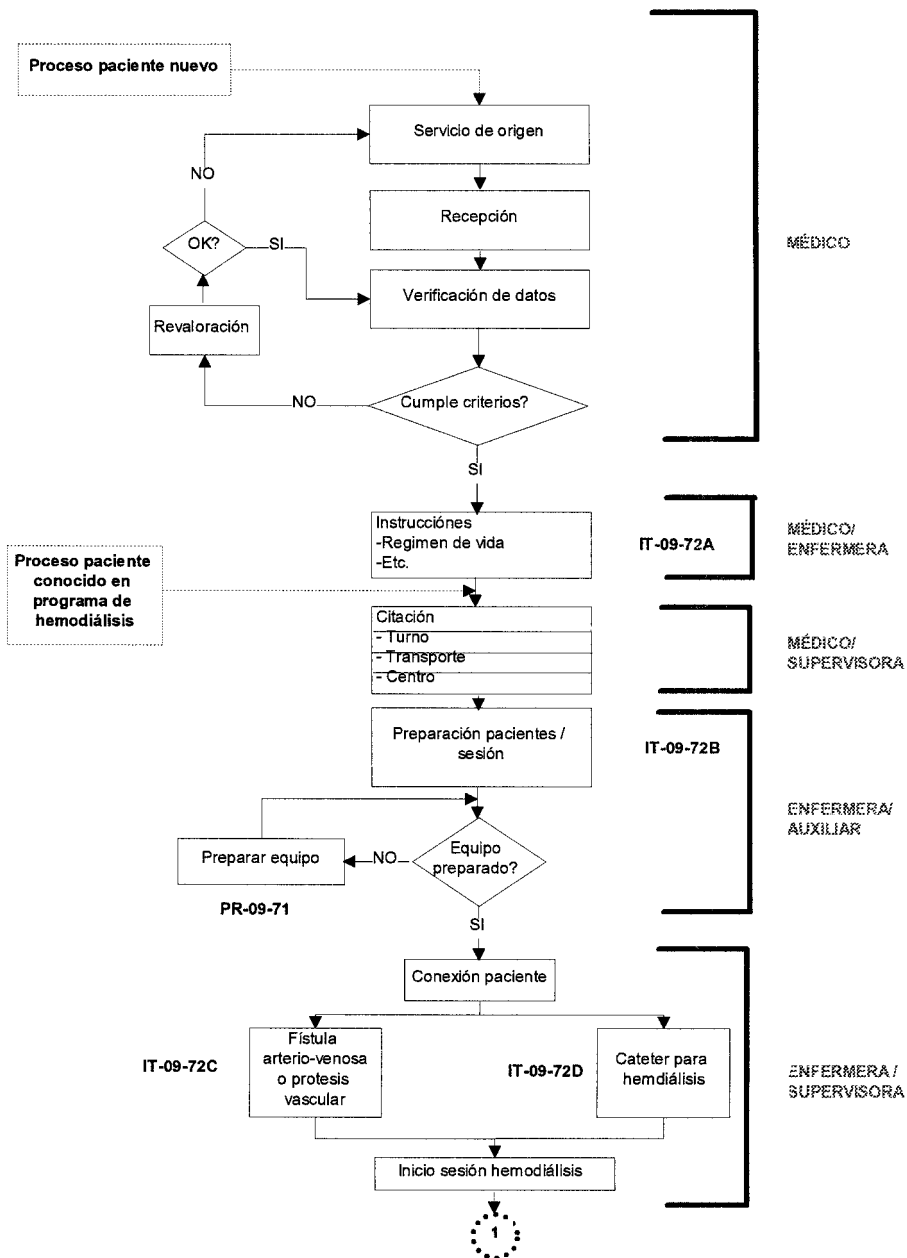 Proceso paciente nuevo
Servicio de origen
NO
Recepción
OK?
SI
MÉDICO
Verificación de datos
Revaloración
NO
Cumple criterios?
SI
Instrucciónes
-Regimen de vida
-Etc.
IT-09-72A
MÉDICO/
ENFERMERA
Proceso paciente
conocido en
programa de
hemodiálisis
Citación
- Turno
- Transporte
- Centro
MÉDICO/
SUPERVISORA
Preparación pacientes /
sesión
IT-09-72B
ENFERMERA/
AUXILIAR
Preparar equipo
NO
Equipo
preparado?
PR-09-71
SI
Conexión paciente
IT-09-72C
Fístula
arterio-venosa
o protesis
vascular
IT-09-72D
Cateter para
hemdiálisis
ENFERMERA /
SUPERVISORA
Inicio sesión hemodiálisis
1